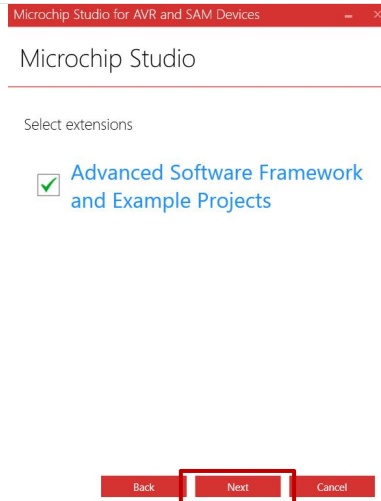 Microchip Studio for AVR and SAM Devices
Microchip Studio
Select extensions
Advanced Software Framework
and Example Projects
Back Next Cancel